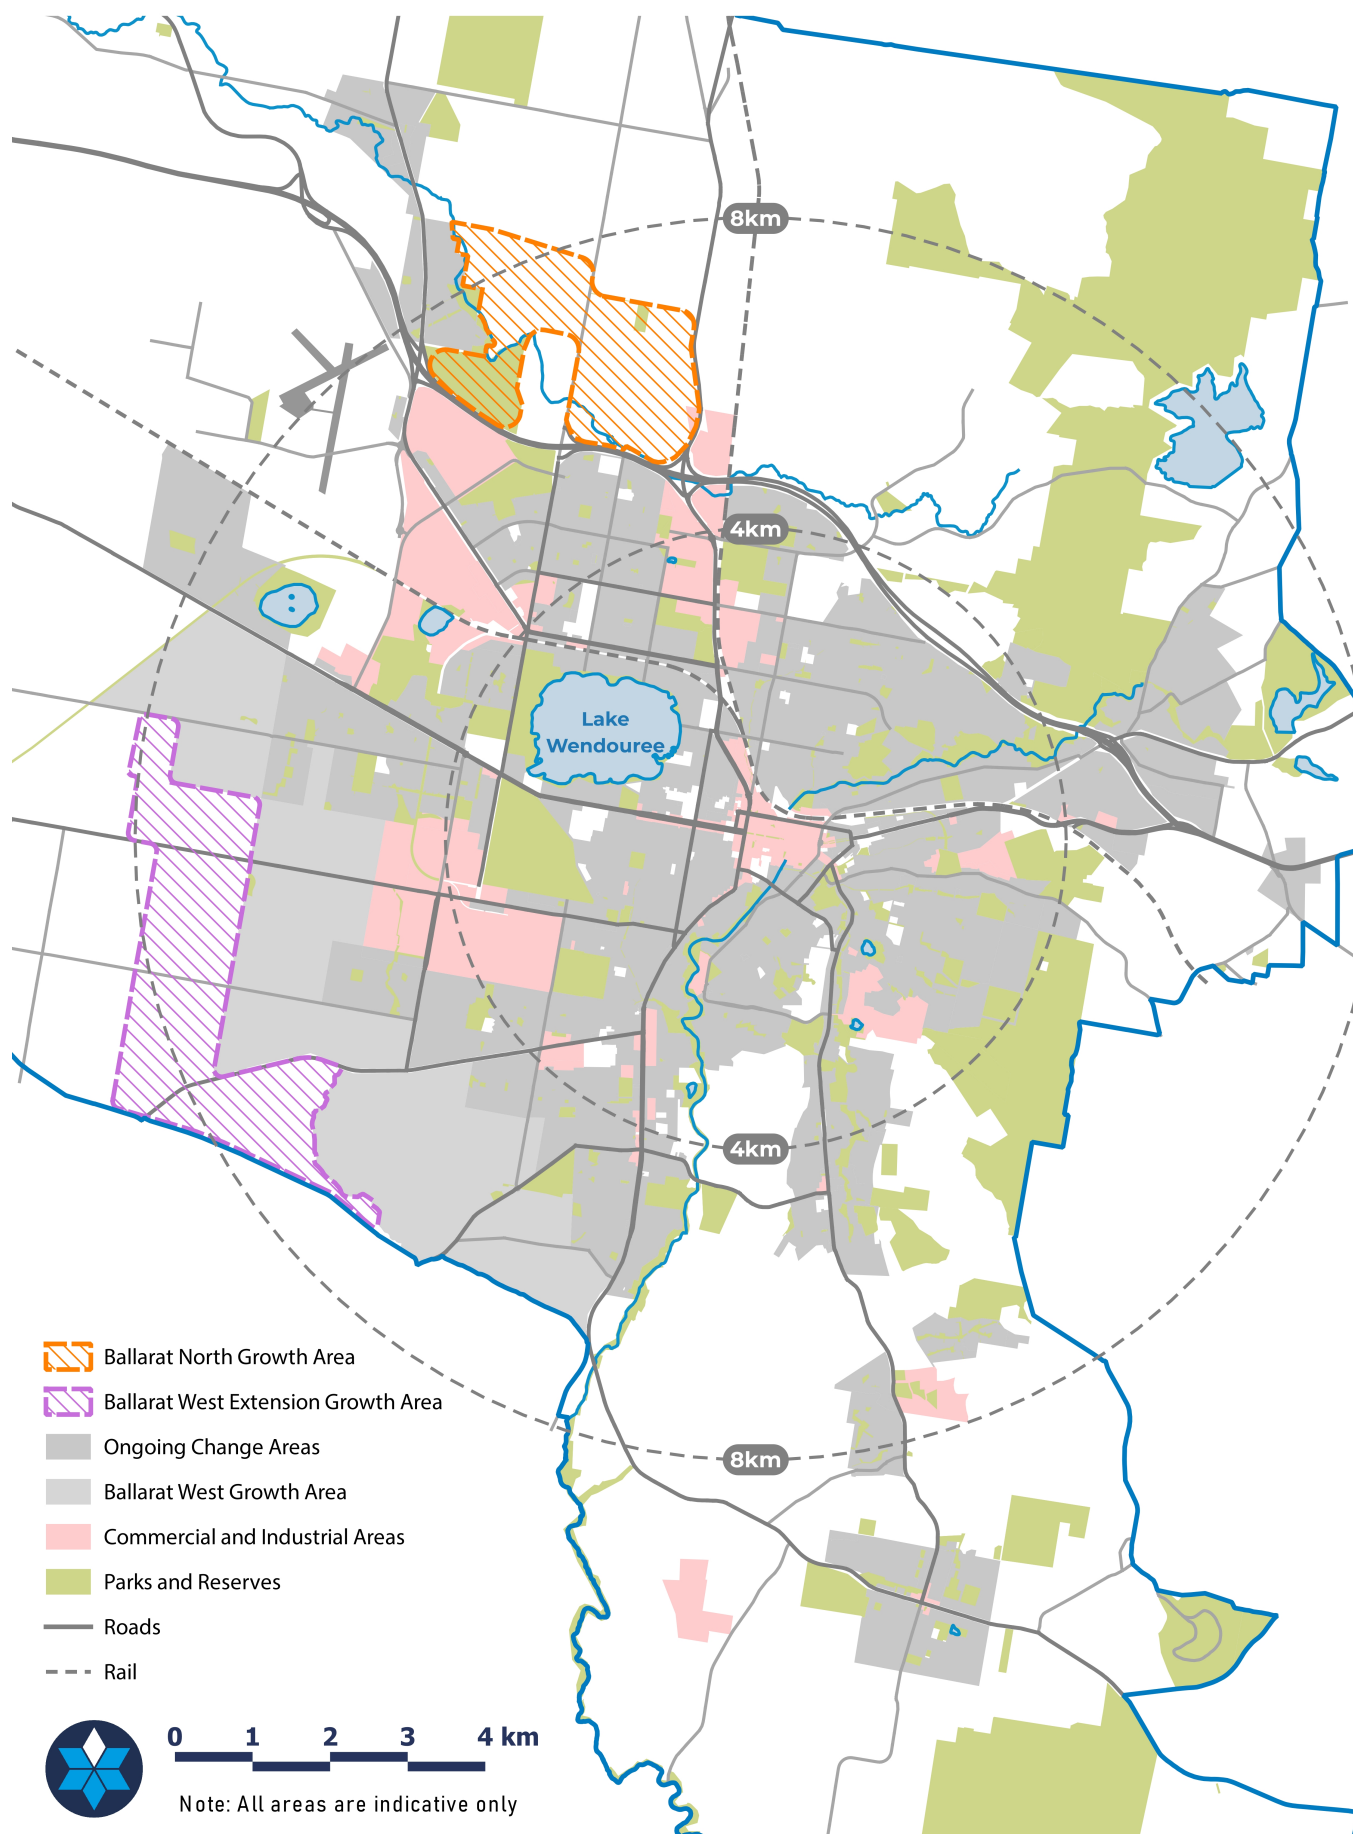 8km
4km
Lake
Wendouree
4km
8km
Ballarat North Growth Area
Ballarat West Extension Growth Area
Ongoing Change Areas
Ballarat West Growth Area
Commercial and Industrial Areas
Parks and Reserves
Roads
Rail
0 1 2 3 4 km
Note: All areas are indicative only